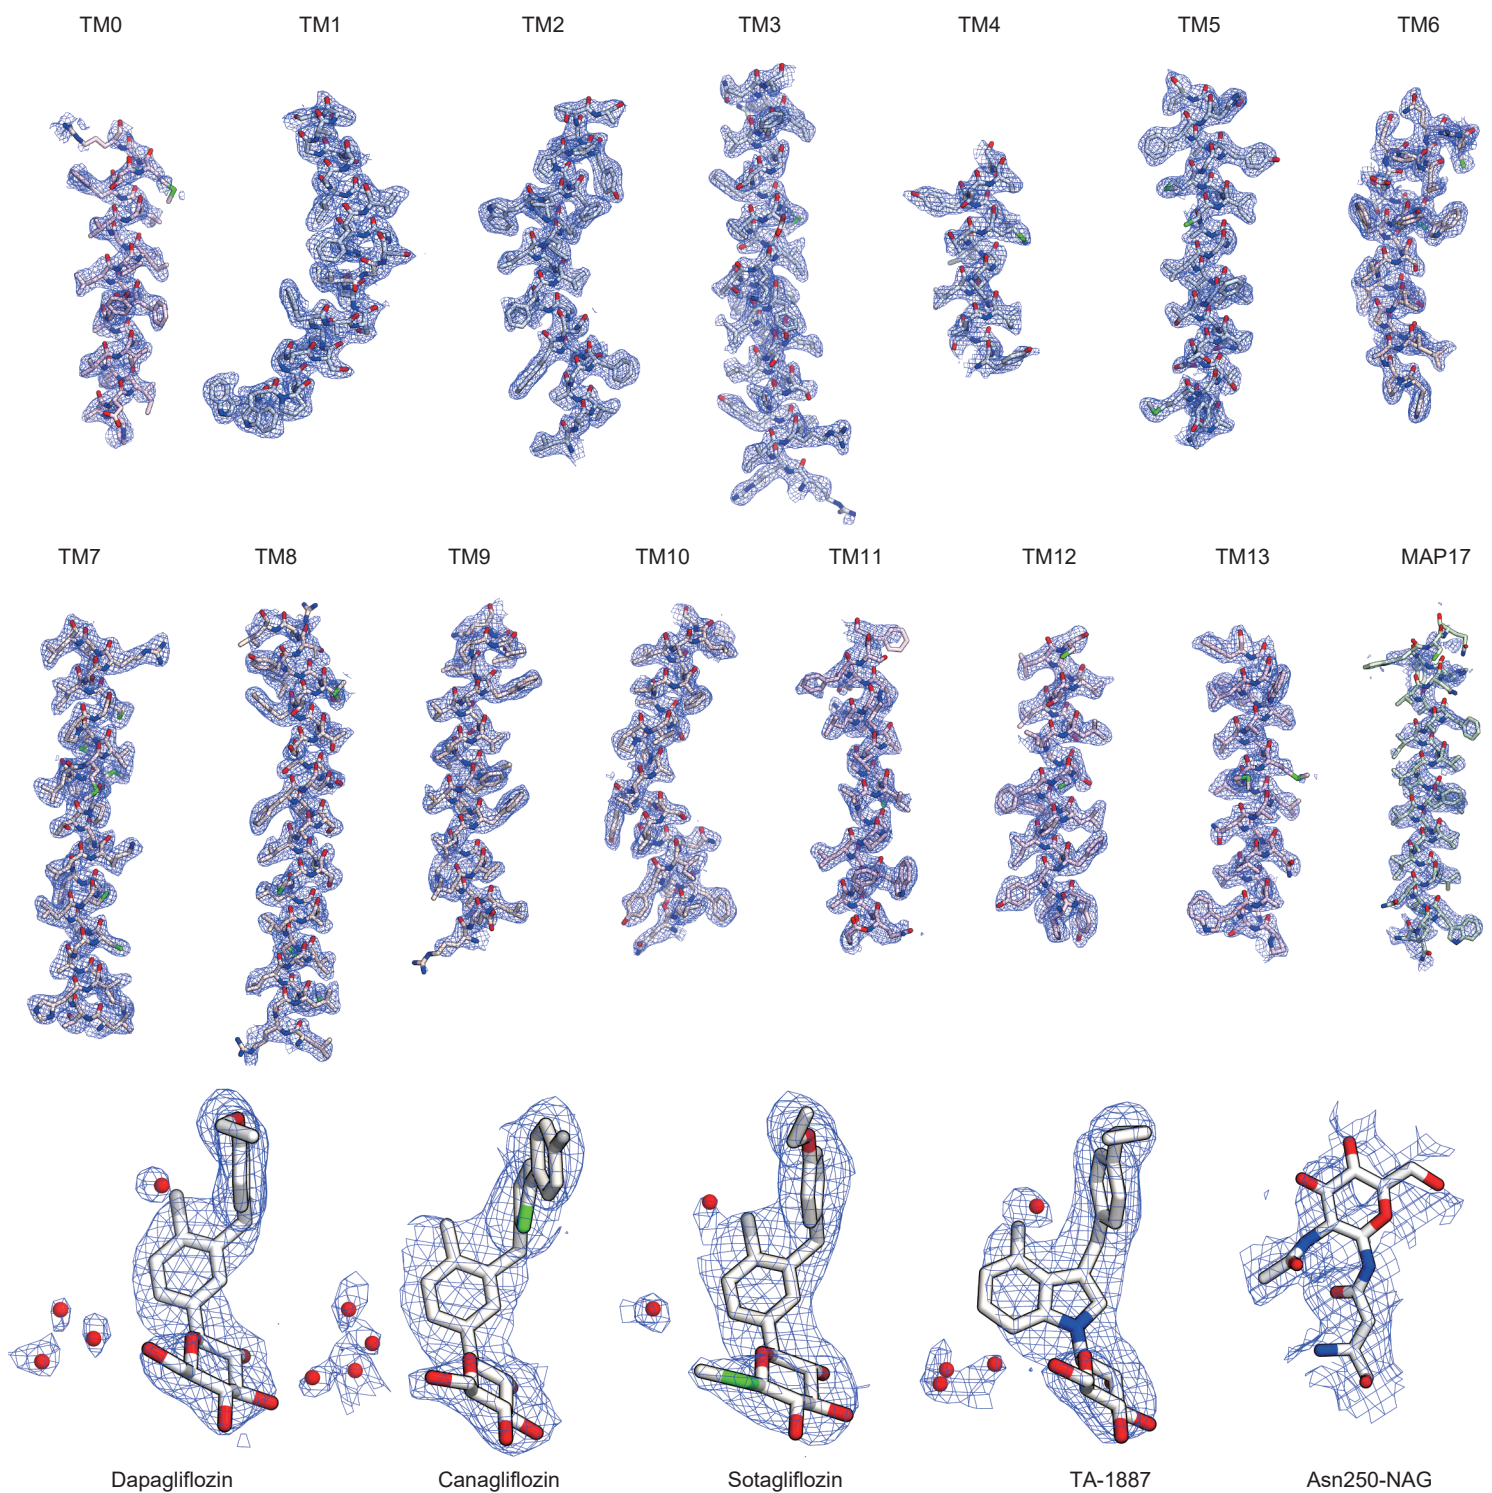 TM0 TM1 TM2 TM3 TM4 TM5 TM6
TM7 TM8 TM9 TM10 TM11 TM12 TM13 MAP17
Dapagliflozin Canagliflozin Sotagliflozin TA-1887 Asn250-NAG